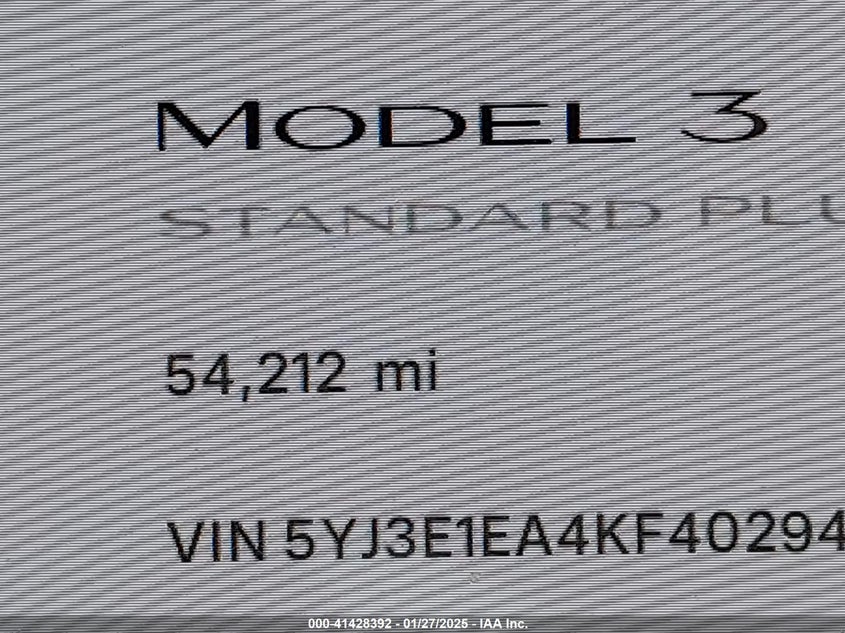 MODEL 3
STANDARD PLU
54,212 mi
VIN 5YJ3E1EA4KF40294
000-41428392 - 01/27/2025 - IAA Inc.